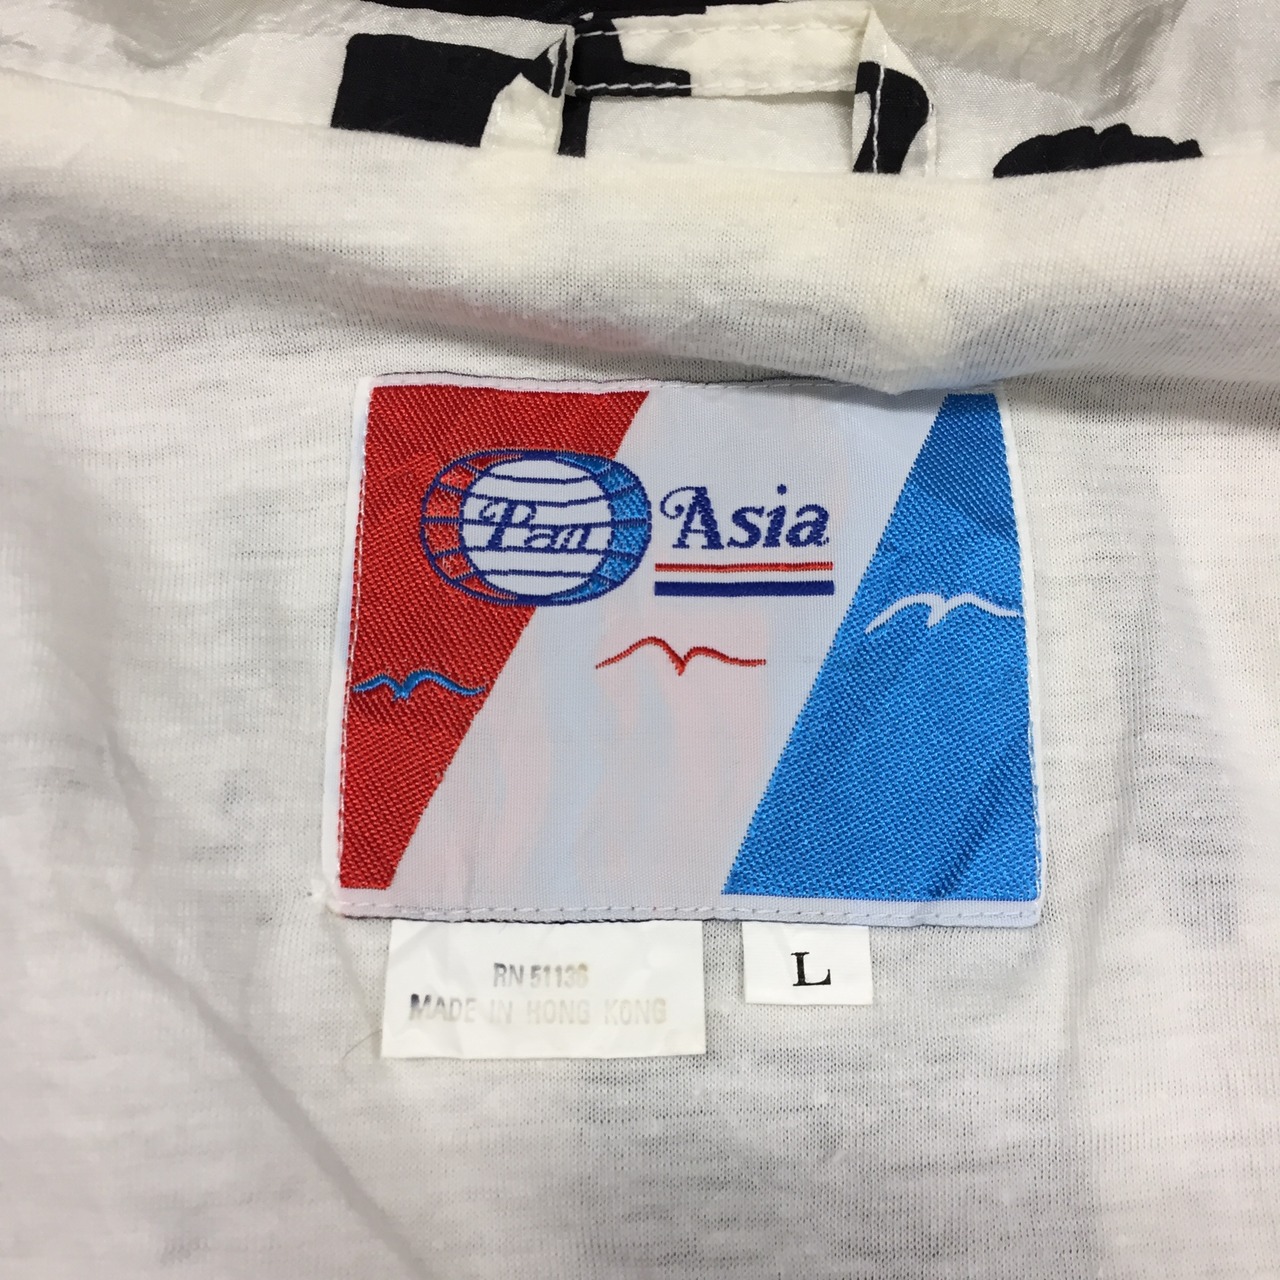 Pan Asia
RN 51136
MADE IN HONG KONG
L